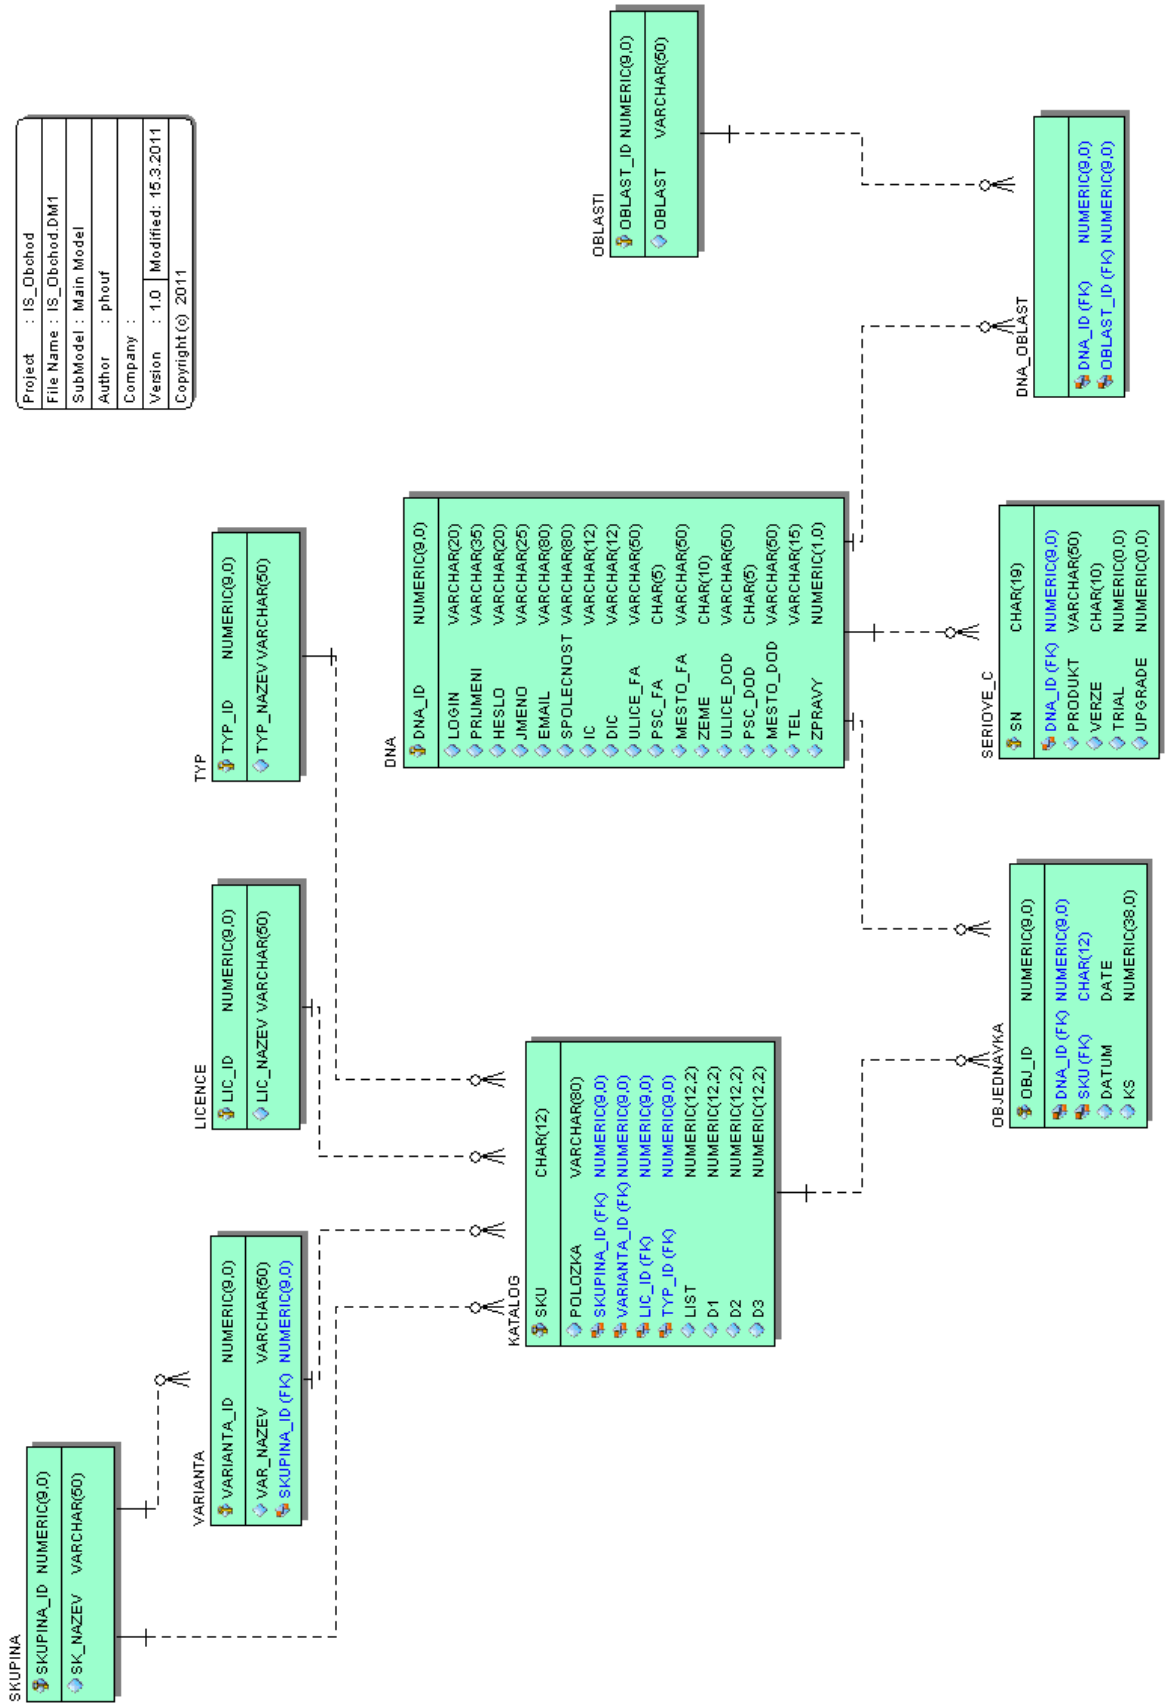 Project : IS_Obchod
File Name : IS_Obchod.DM1
SubModel : Main Model
Author : phouf
Company :
Version : 1.0 Modified: 15.3.2011
Copyright (c) 2011
SKUPINA
SKUPINA_ID NUMERIC(9,0)
SK_NAZEV VARCHAR(50)
VARIANTA
VARIANTA_ID NUMERIC(9,0)
VAR_NAZEV VARCHAR(50)
SKUPINA_ID (FK) NUMERIC(9,0)
LICENCE
LIC_ID NUMERIC(9,0)
LIC_NAZEV VARCHAR(50)
TYP
TYP_ID NUMERIC(9,0)
TYP_NAZEV VARCHAR(50)
KATALOG
SKU CHAR(12)
POLOZKA VARCHAR(80)
SKUPINA_ID (FK) NUMERIC(9,0)
VARIANTA_ID (FK) NUMERIC(9,0)
LIC_ID (FK) NUMERIC(9,0)
TYP_ID (FK) NUMERIC(9,0)
LIST NUMERIC(12,2)
D1 NUMERIC(12,2)
D2 NUMERIC(12,2)
D3 NUMERIC(12,2)
DNA
DNA_ID NUMERIC(9,0)
LOGIN VARCHAR(20)
PRIJMENI VARCHAR(35)
HESLO VARCHAR(20)
JMENO VARCHAR(25)
EMAIL VARCHAR(80)
SPOLECNOST VARCHAR(80)
IC VARCHAR(12)
DIC VARCHAR(12)
ULICE_FA VARCHAR(50)
PSC_FA CHAR(5)
MESTO_FA VARCHAR(50)
ZEME CHAR(10)
ULICE_DOD VARCHAR(50)
PSC_DOD CHAR(5)
MESTO_DOD VARCHAR(50)
TEL VARCHAR(15)
ZPRAVY NUMERIC(1,0)
OBLASTI
OBLAST_ID NUMERIC(9,0)
OBLAST VARCHAR(50)
OBJEDNAVKA
OBJ_ID NUMERIC(9,0)
DNA_ID (FK) NUMERIC(9,0)
SKU (FK) CHAR(12)
DATUM DATE
KS NUMERIC(38,0)
SERIOVE_C
SN CHAR(19)
DNA_ID (FK) NUMERIC(9,0)
PRODUKT VARCHAR(50)
VERZE CHAR(10)
TRIAL NUMERIC(0,0)
UPGRADE NUMERIC(0,0)
DNA_OBLAST
DNA_ID (FK) NUMERIC(9,0)
OBLAST_ID (FK) NUMERIC(9,0)